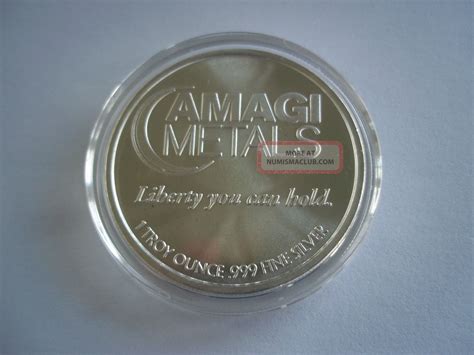 AMAGI
METALS
MORE AT
NUMISMACLUB.COM
Liberty you can hold.
1 TROY OUNCE .999 FINE SILVER